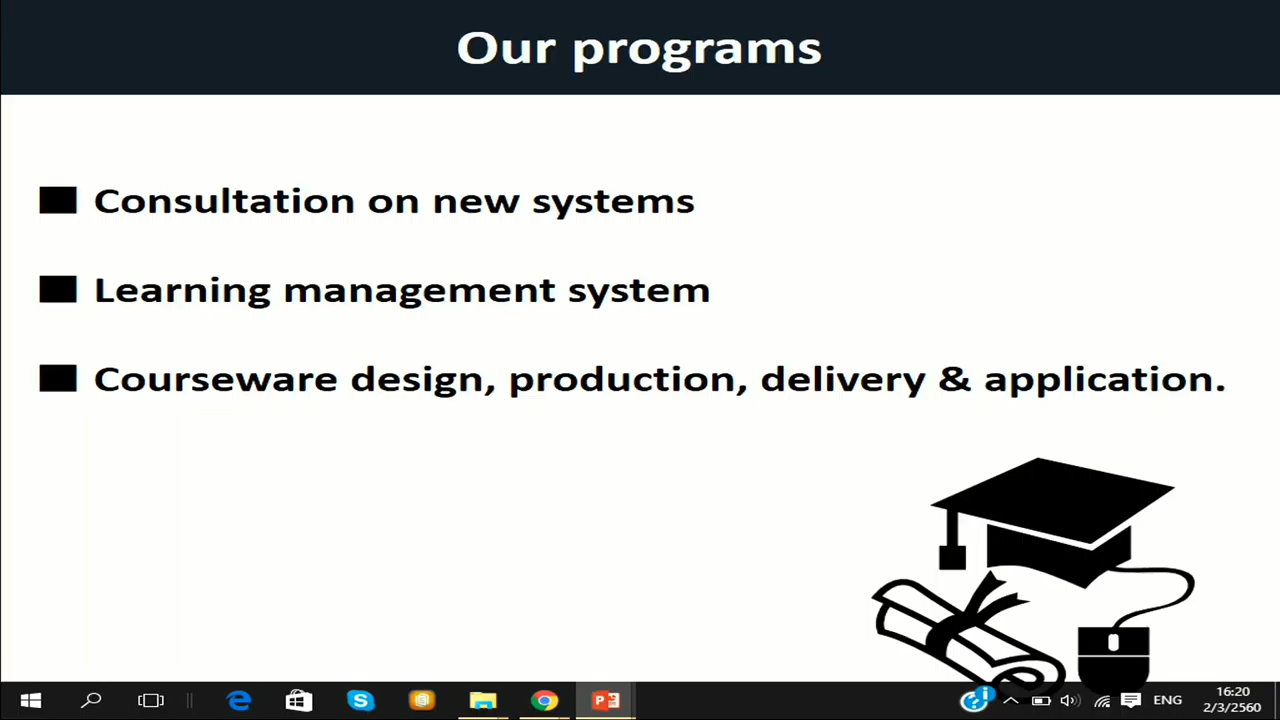 Our programs
Consultation on new systems
Learning management system
Courseware design, production, delivery & application.
ENG
16:20
2/3/2560